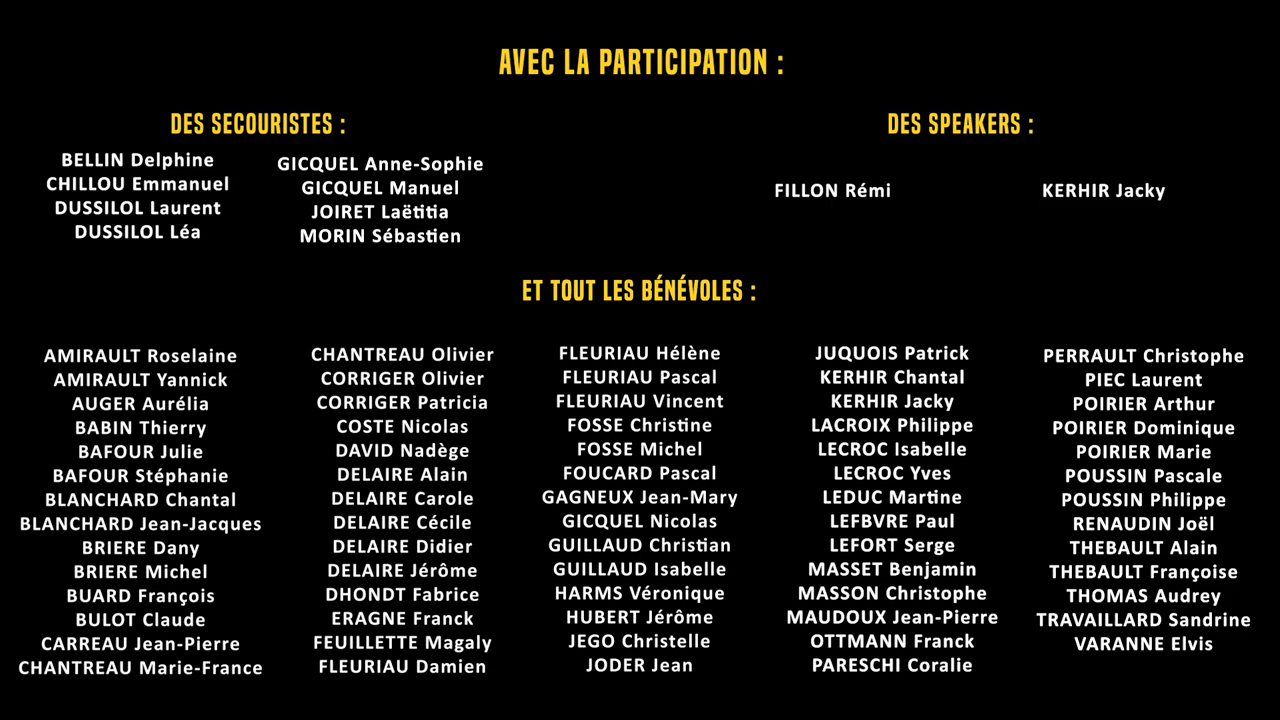 AVEC LA PARTICIPATION :
DES SECOURISTES :
BELLIN Delphine
CHILLOU Emmanuel
DUSSILOL Laurent
DUSSILOL Léa
GICQUEL Anne-Sophie
GICQUEL Manuel
JOIRET Laëtitia
MORIN Sébastien
DES SPEAKERS :
FILLON Rémi
KERHIR Jacky
ET TOUT LES BÉNÉVOLES :
AMIRAULT Roselaine
AMIRAULT Yannick
AUGER Aurélia
BABIN Thierry
BAFOUR Julie
BAFOUR Stéphanie
BLANCHARD Chantal
BLANCHARD Jean-Jacques
BRIERE Dany
BRIERE Michel
BUARD François
BULOT Claude
CARREAU Jean-Pierre
CHANTREAU Marie-France
CHANTREAU Olivier
CORRIGER Olivier
CORRIGER Patricia
COSTE Nicolas
DAVID Nadège
DELAIRE Alain
DELAIRE Carole
DELAIRE Cécile
DELAIRE Didier
DELAIRE Jérôme
DHONDT Fabrice
ERAGNE Franck
FEUILLETTE Magaly
FLEURIAU Damien
FLEURIAU Hélène
FLEURIAU Pascal
FLEURIAU Vincent
FOSSE Christine
FOSSE Michel
FOUCARD Pascal
GAGNEUX Jean-Mary
GICQUEL Nicolas
GUILLAUD Christian
GUILLAUD Isabelle
HARMS Véronique
HUBERT Jérôme
JEGO Christelle
JODER Jean
JUQUOIS Patrick
KERHIR Chantal
KERHIR Jacky
LACROIX Philippe
LECROC Isabelle
LECROC Yves
LEDUC Martine
LEFBVRE Paul
LEFORT Serge
MASSET Benjamin
MASSON Christophe
MAUDOUX Jean-Pierre
OTTMANN Franck
PARESCHI Coralie
PERRAULT Christophe
PIEC Laurent
POIRIER Arthur
POIRIER Dominique
POIRIER Marie
POUSSIN Pascale
POUSSIN Philippe
RENAUDIN Joël
THEBAULT Alain
THEBAULT Françoise
THOMAS Audrey
TRAVAILLARD Sandrine
VARANNE Elvis